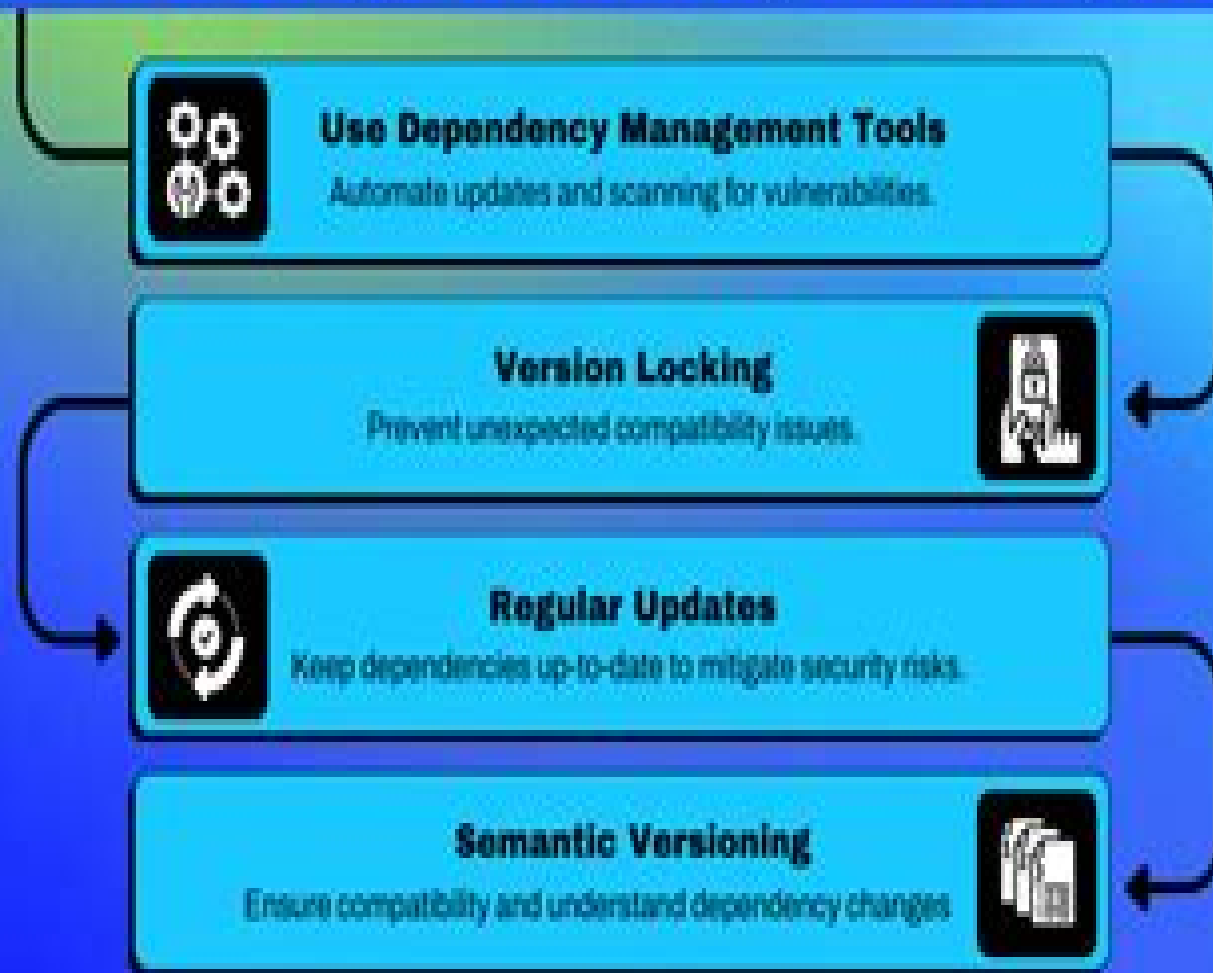 Use Dependency Management Tools
Automate updates and scanning for vulnerabilities.
Version Locking
Prevent unexpected compatibility issues.
Regular Updates
Keep dependencies up-to-date to mitigate security risks.
Semantic Versioning
Ensure compatibility and understand dependency changes